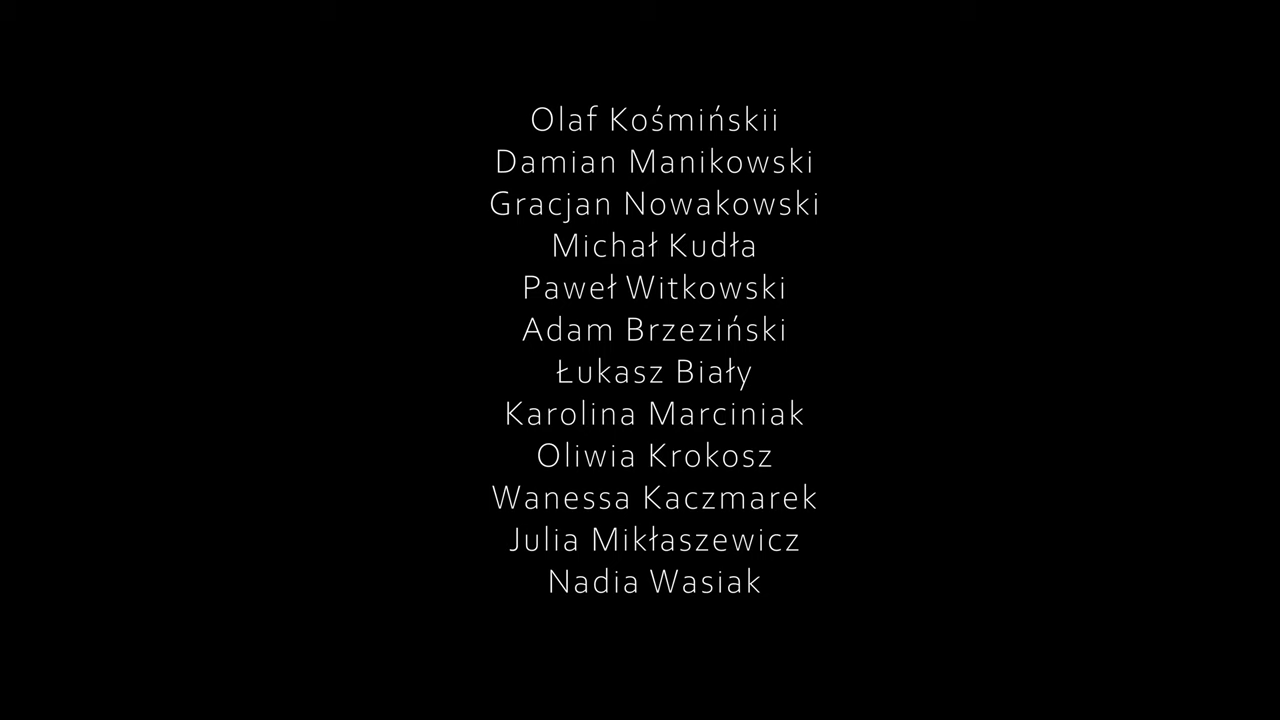 Olaf Kośmińskii
Damian Manikowski
Gracjan Nowakowski
Michał Kudła
Paweł Witkowski
Adam Brzeziński
Łukasz Biały
Karolina Marciniak
Oliwia Krokosz
Wanessa Kaczmarek
Julia Mikłaszewicz
Nadia Wasiak